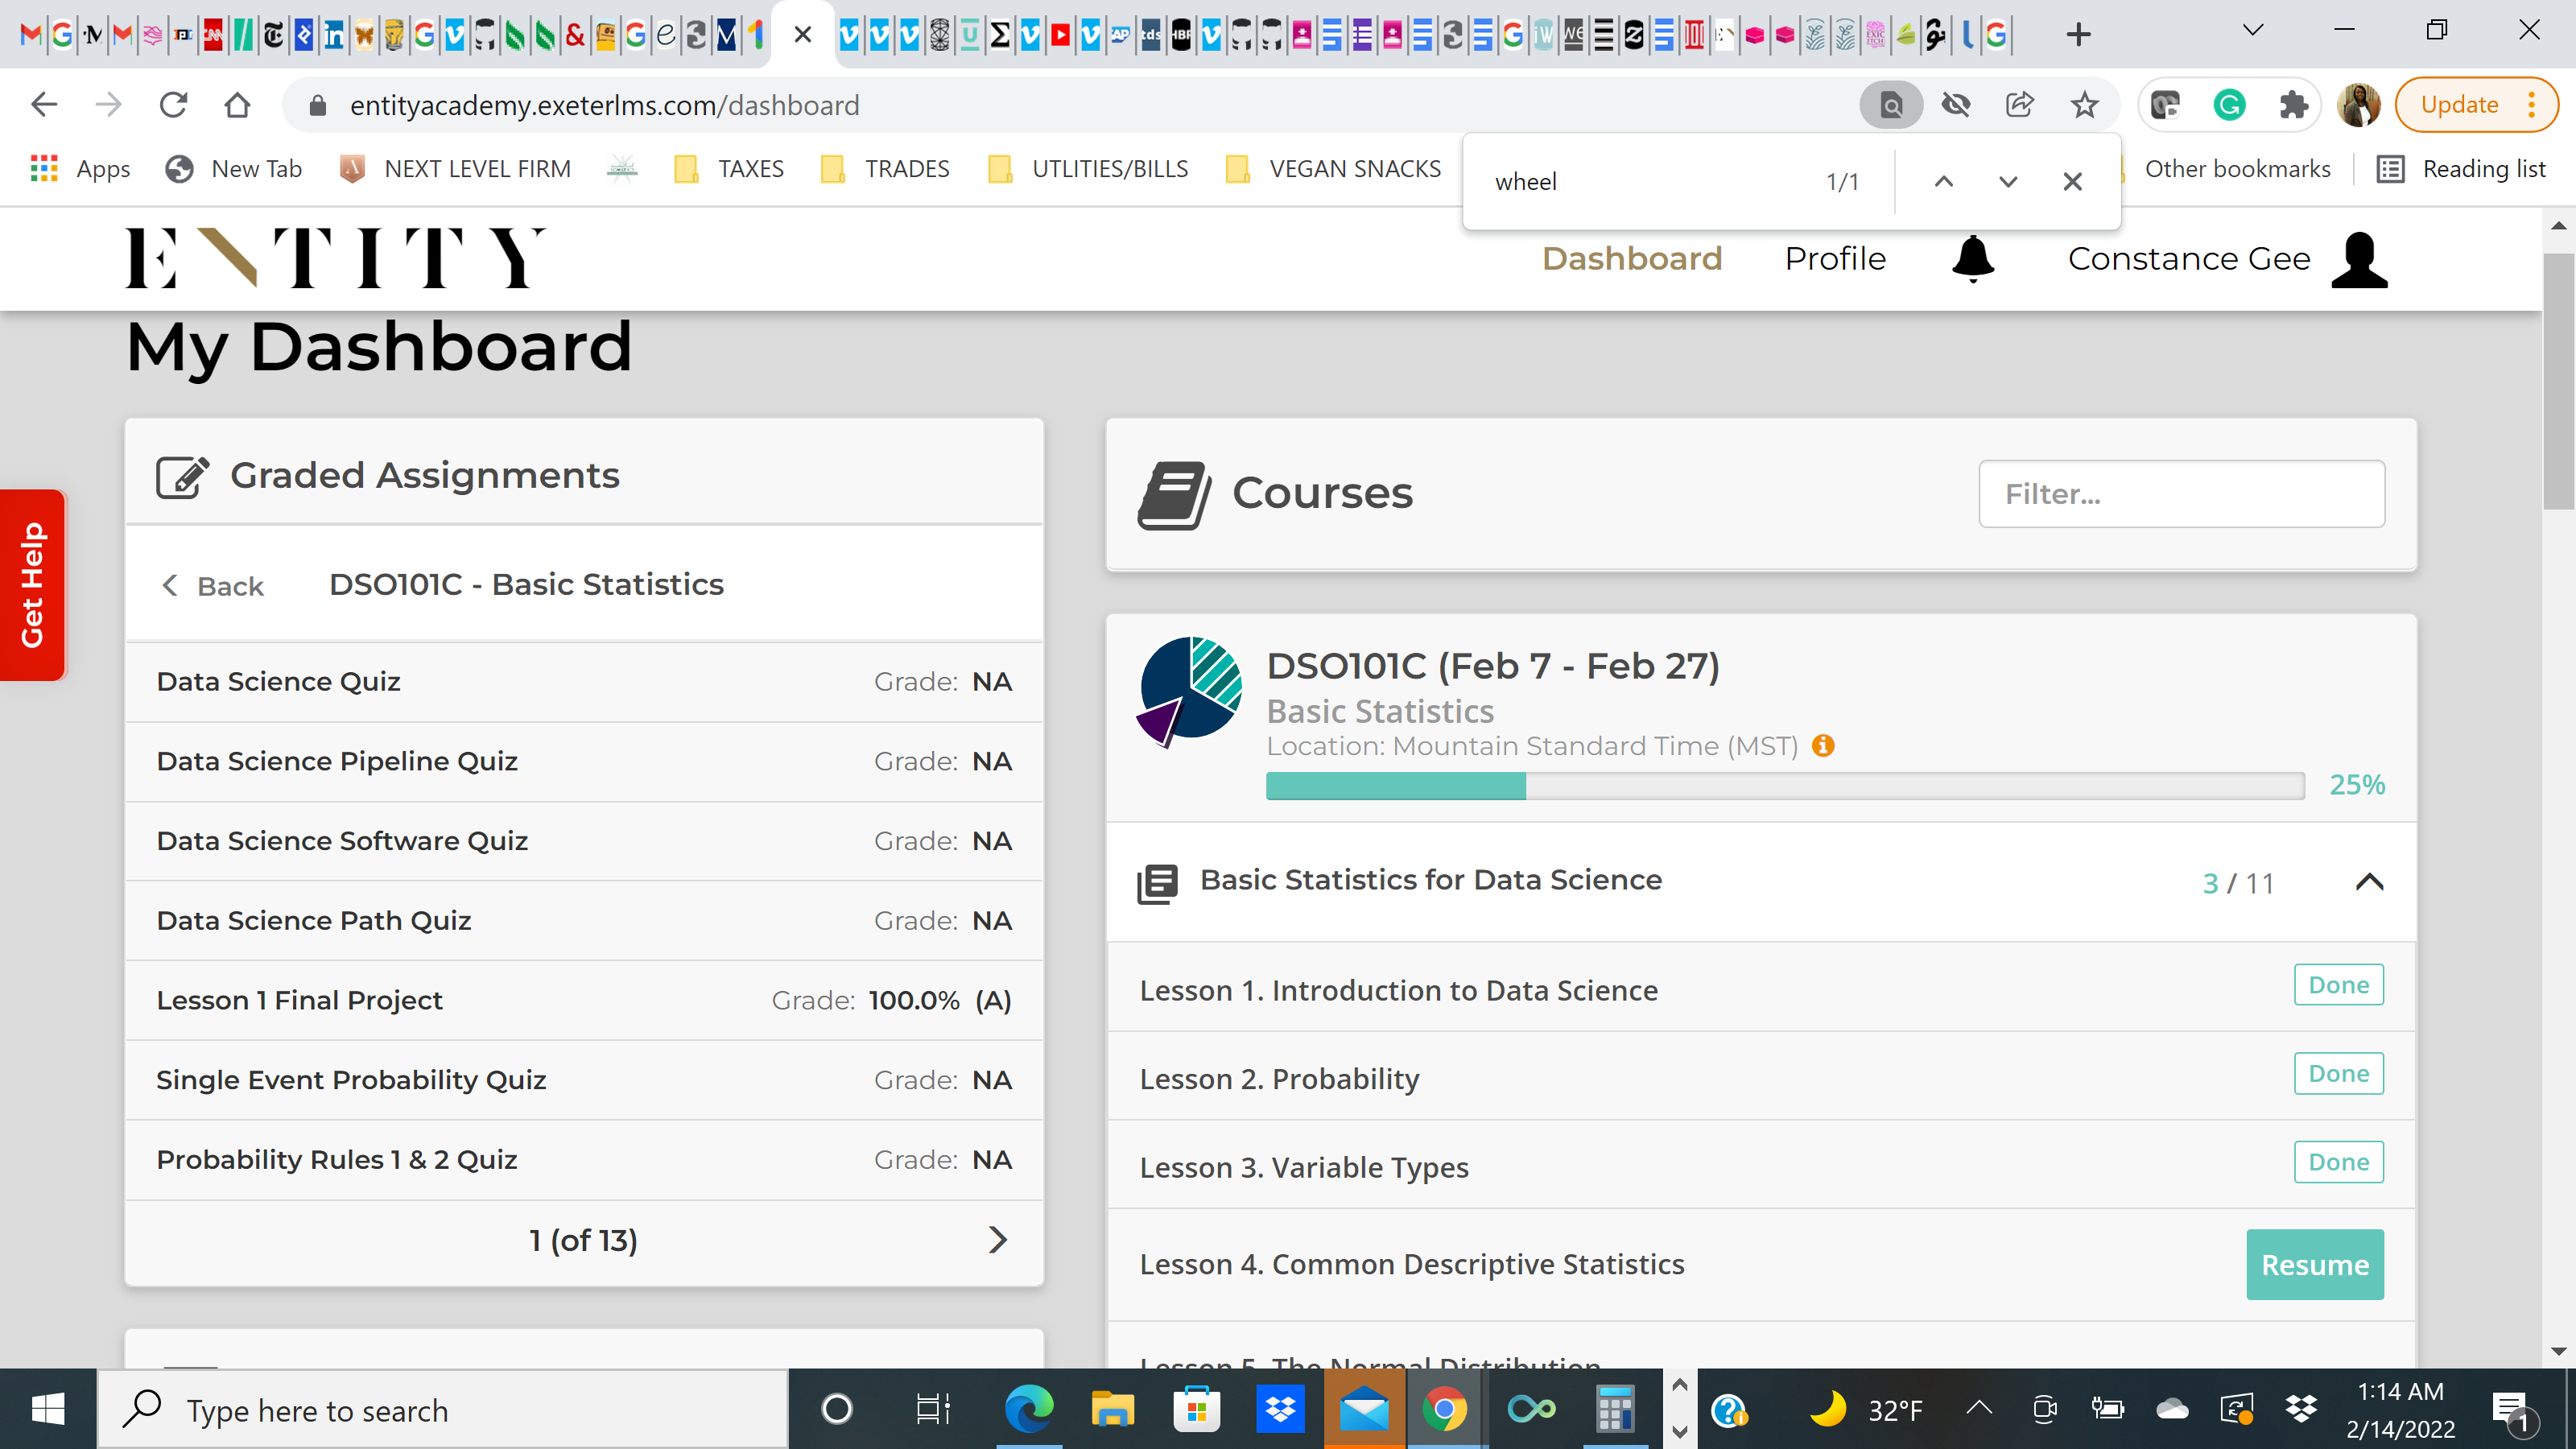 entityacademy.exeterlms.com/dashboard
Update
Apps
New Tab
NEXT LEVEL FIRM
TAXES
TRADES
UTLITIES/BILLS
VEGAN SNACKS
Other bookmarks
Reading list
wheel 1/1
ENTITY
Dashboard Profile Constance Gee
My Dashboard
Get Help
Graded Assignments
Back DSO101C - Basic Statistics
Data Science Quiz Grade: NA
Data Science Pipeline Quiz Grade: NA
Data Science Software Quiz Grade: NA
Data Science Path Quiz Grade: NA
Lesson 1 Final Project Grade: 100.0% (A)
Single Event Probability Quiz Grade: NA
Probability Rules 1 & 2 Quiz Grade: NA
1 (of 13)
Courses Filter...
DSO101C (Feb 7 - Feb 27)
Basic Statistics
Location: Mountain Standard Time (MST)
25%
Basic Statistics for Data Science 3 / 11
Lesson 1. Introduction to Data Science Done
Lesson 2. Probability Done
Lesson 3. Variable Types Done
Lesson 4. Common Descriptive Statistics Resume
Lesson 5. The Normal Distribution
Type here to search
32°F
1:14 AM
2/14/2022
1